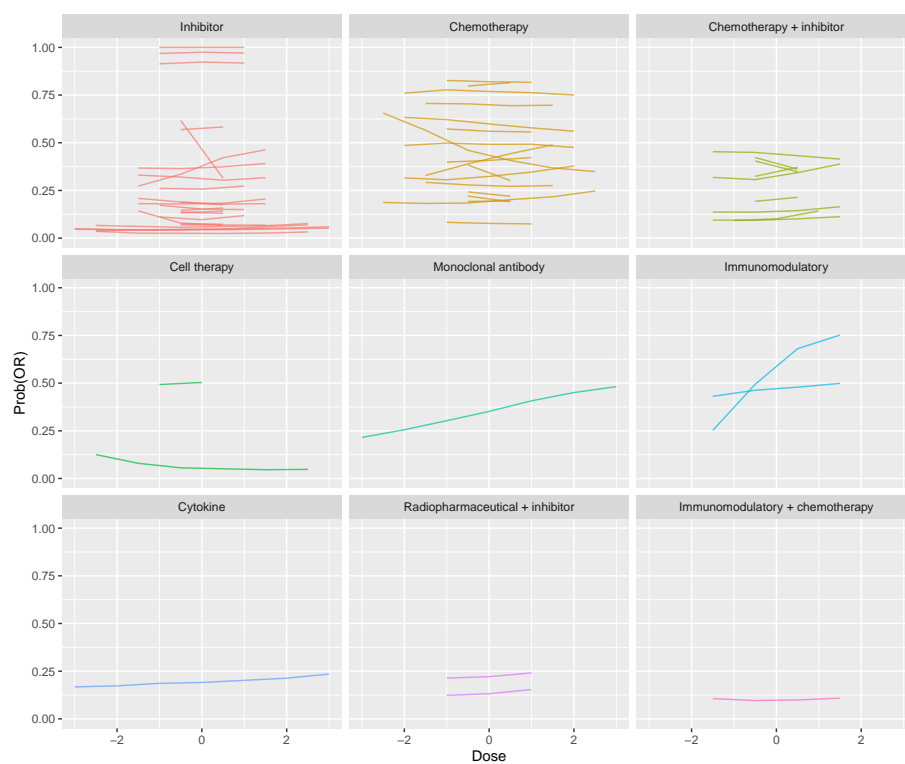 Inhibitor
Chemotherapy
Chemotherapy + inhibitor
1.00
0.75
0.50
0.25
0.00
Cell therapy
Monoclonal antibody
Immunomodulatory
1.00
0.75
0.50
0.25
0.00
Prob(OR)
Cytokine
Radiopharmaceutical + inhibitor
Immunomodulatory + chemotherapy
1.00
0.75
0.50
0.25
0.00
−2 0 2
−2 0 2
−2 0 2
Dose